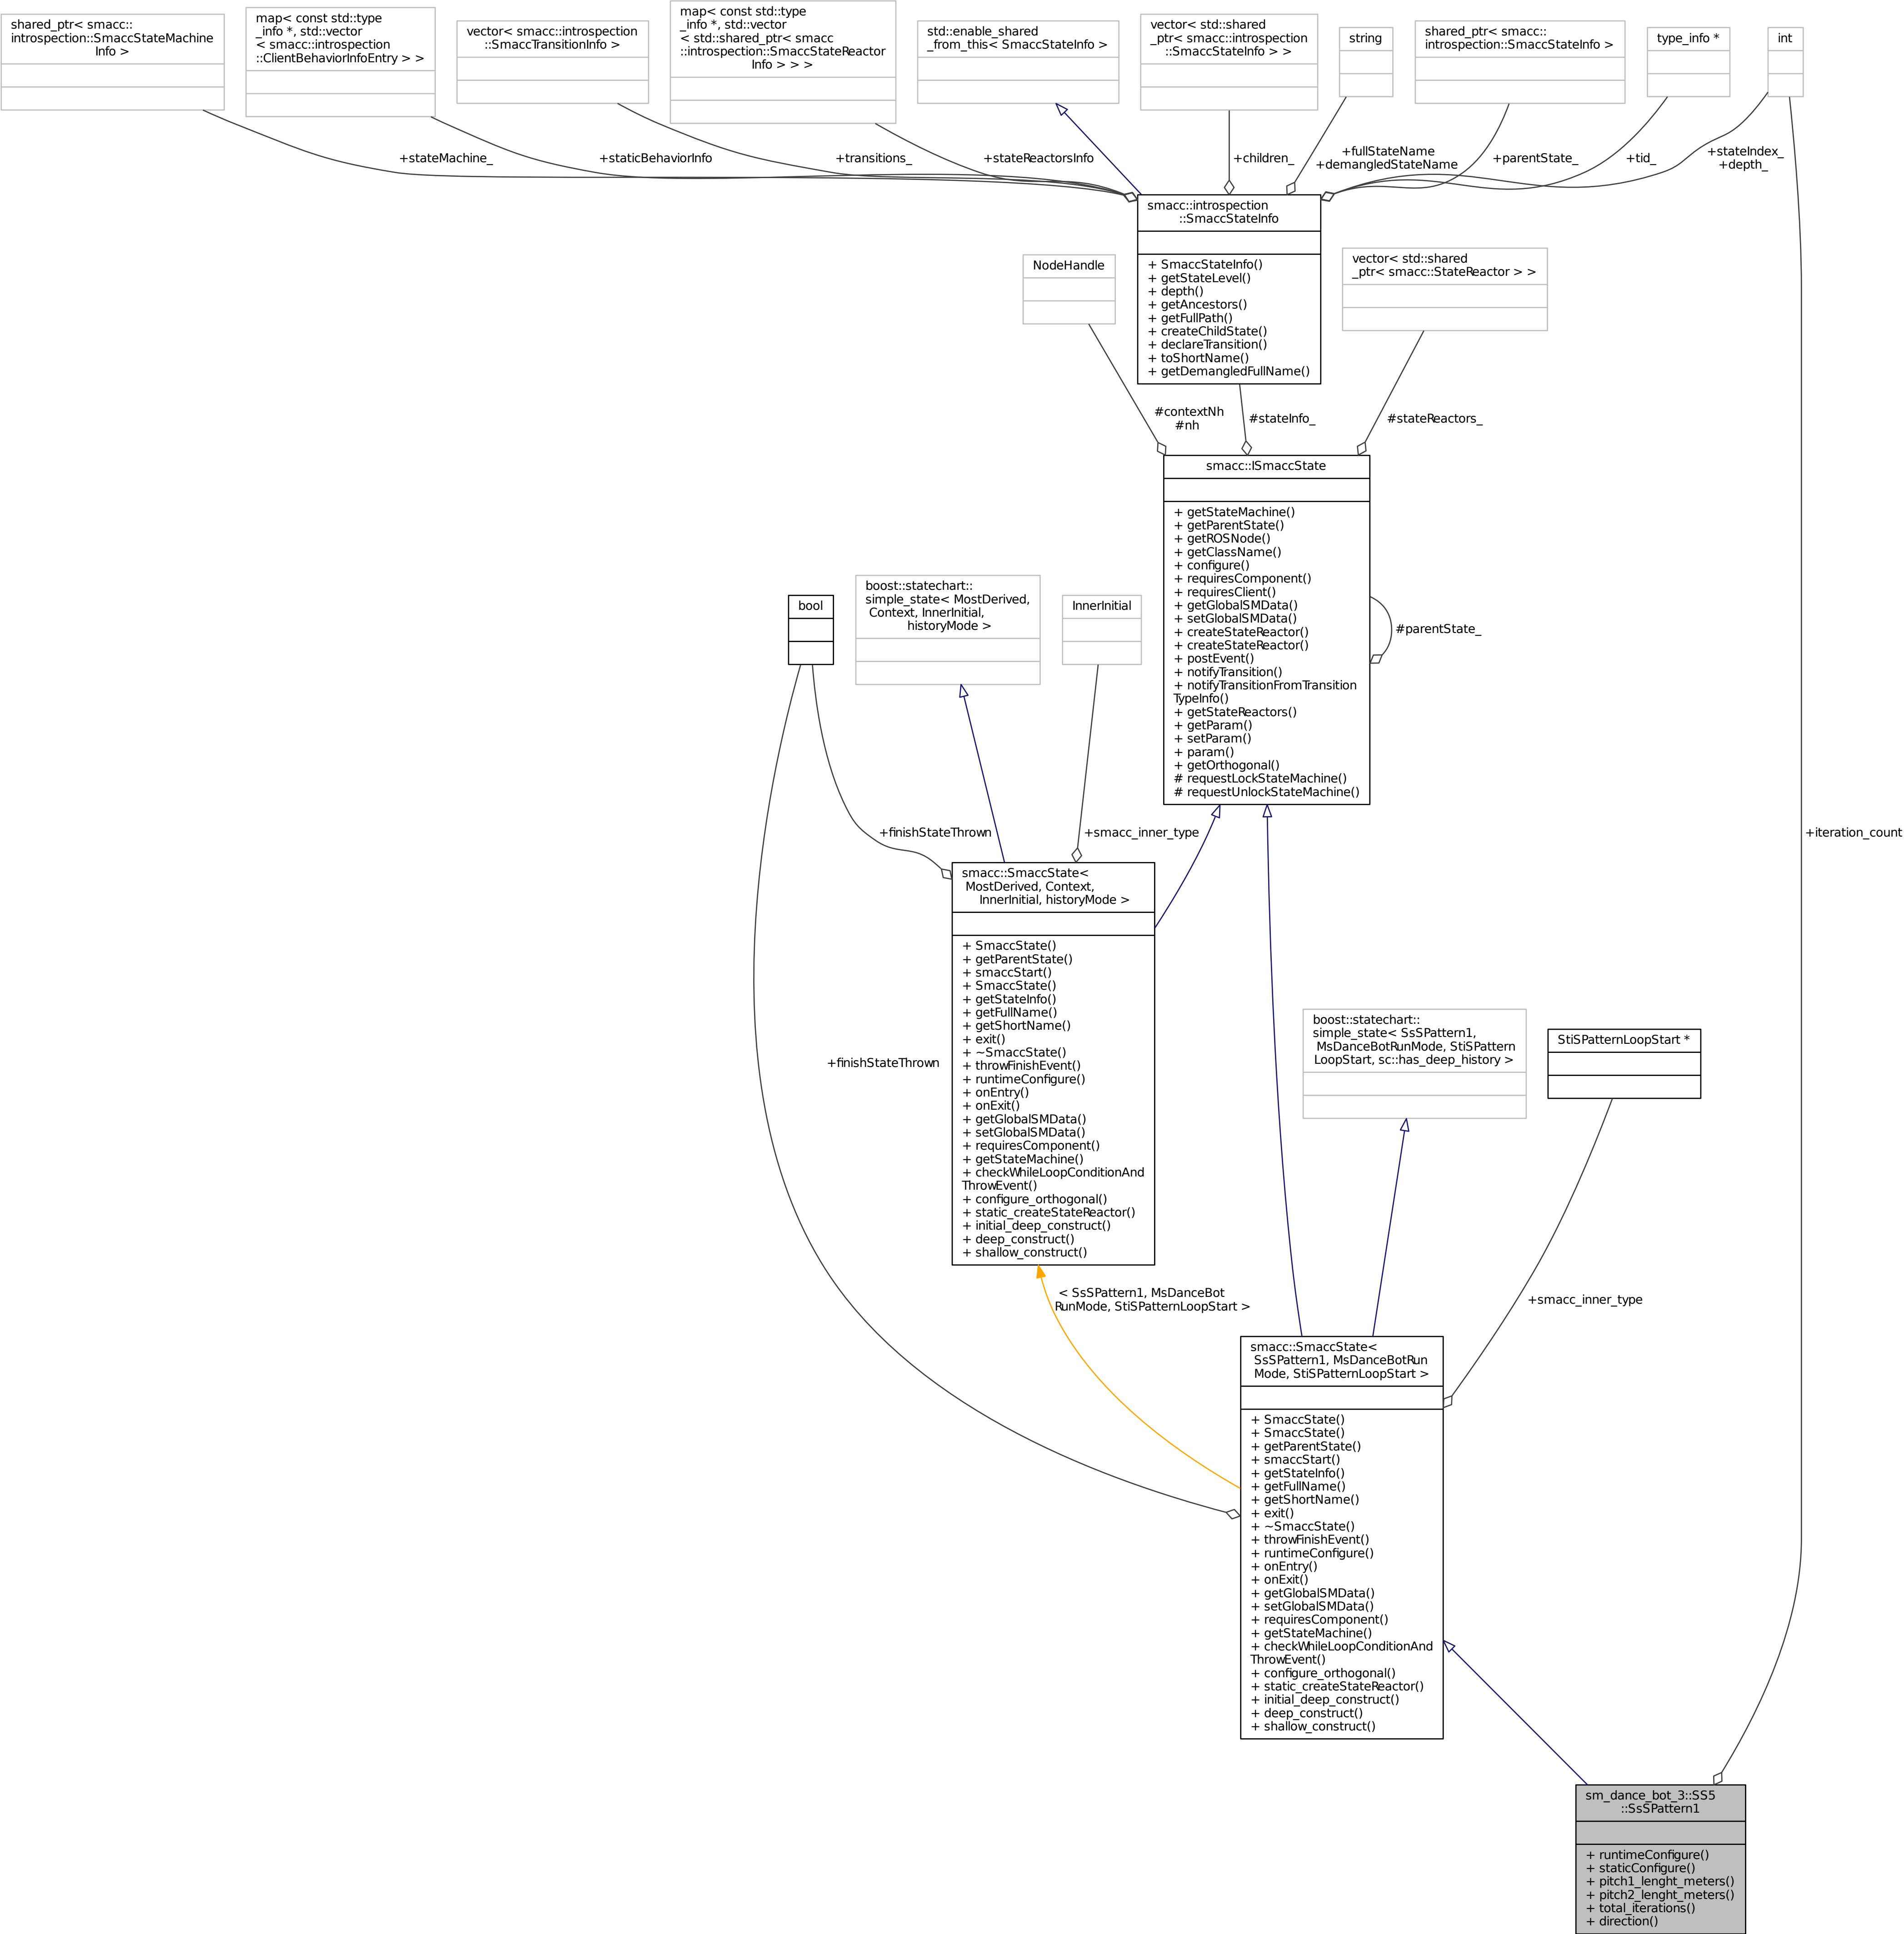 shared_ptr< smacc::
introspection::SmaccStateMachine
Info >
map< const std::type
_info *, std::vector
< smacc::introspection
::ClientBehaviorInfoEntry > >
vector< smacc::introspection
::SmaccTransitionInfo >
map< const std::type
_info *, std::vector
< std::shared_ptr< smacc
::introspection::SmaccStateReactor
Info > > >
std::enable_shared
_from_this< SmaccStateInfo >
vector< std::shared
_ptr< smacc::introspection
::SmaccStateInfo > >
string
shared_ptr< smacc::
introspection::SmaccStateInfo >
type_info *
int
+stateMachine_
+staticBehaviorInfo
+transitions_
+stateReactorsInfo
+children_
+fullStateName
+demangledStateName
+parentState_
+tid_
+stateIndex_
+depth_
smacc::introspection
::SmaccStateInfo
+ SmaccStateInfo()
+ getStateLevel()
+ depth()
+ getAncestors()
+ getFullPath()
+ createChildState()
+ declareTransition()
+ toShortName()
+ getDemangledFullName()
NodeHandle
vector< std::shared
_ptr< smacc::StateReactor > >
#contextNh
#nh
#stateInfo_
#stateReactors_
smacc::ISmaccState
+ getStateMachine()
+ getParentState()
+ getROSNode()
+ getClassName()
+ configure()
+ requiresComponent()
+ requiresClient()
+ getGlobalSMData()
+ setGlobalSMData()
+ createStateReactor()
+ createStateReactor()
+ postEvent()
+ notifyTransition()
+ notifyTransitionFromTransition
TypeInfo()
+ getStateReactors()
+ getParam()
+ setParam()
+ param()
+ getOrthogonal()
# requestLockStateMachine()
# requestUnlockStateMachine()
#parentState_
bool
boost::statechart::
simple_state< MostDerived,
Context, InnerInitial,
historyMode >
InnerInitial
+finishStateThrown
+smacc_inner_type
+iteration_count
smacc::SmaccState<
MostDerived, Context,
InnerInitial, historyMode >
+ SmaccState()
+ getParentState()
+ smaccStart()
+ SmaccState()
+ getStateInfo()
+ getFullName()
+ getShortName()
+ exit()
+ ~SmaccState()
+ throwFinishEvent()
+ runtimeConfigure()
+ onEntry()
+ onExit()
+ getGlobalSMData()
+ setGlobalSMData()
+ requiresComponent()
+ getStateMachine()
+ checkWhileLoopConditionAnd
ThrowEvent()
+ configure_orthogonal()
+ static_createStateReactor()
+ initial_deep_construct()
+ deep_construct()
+ shallow_construct()
+finishStateThrown
boost::statechart::
simple_state< SsSPattern1,
MsDanceBotRunMode, StiSPattern
LoopStart, sc::has_deep_history >
StiSPatternLoopStart *
< SsSPattern1, MsDanceBot
RunMode, StiSPatternLoopStart >
+smacc_inner_type
smacc::SmaccState<
SsSPattern1, MsDanceBotRun
Mode, StiSPatternLoopStart >
+ SmaccState()
+ SmaccState()
+ getParentState()
+ smaccStart()
+ getStateInfo()
+ getFullName()
+ getShortName()
+ exit()
+ ~SmaccState()
+ throwFinishEvent()
+ runtimeConfigure()
+ onEntry()
+ onExit()
+ getGlobalSMData()
+ setGlobalSMData()
+ requiresComponent()
+ getStateMachine()
+ checkWhileLoopConditionAnd
ThrowEvent()
+ configure_orthogonal()
+ static_createStateReactor()
+ initial_deep_construct()
+ deep_construct()
+ shallow_construct()
sm_dance_bot_3::SS5
::SsSPattern1
+ runtimeConfigure()
+ staticConfigure()
+ pitch1_lenght_meters()
+ pitch2_lenght_meters()
+ total_iterations()
+ direction()